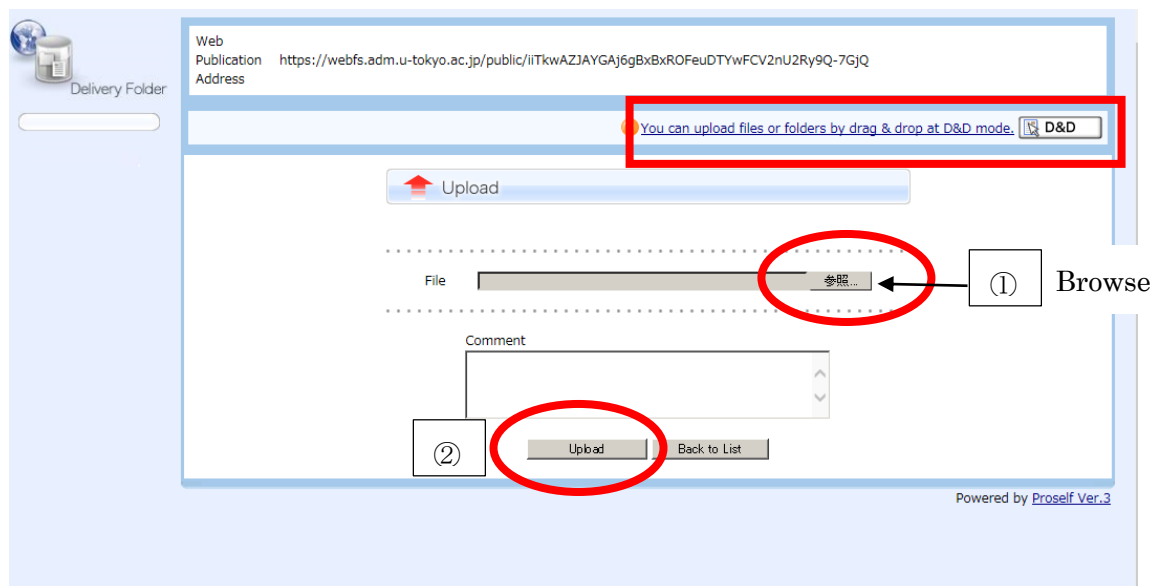 Delivery Folder
Web
Publication https://webfs.adm.u-tokyo.ac.jp/public/iiTkwAZJAYGAj6gBxBxROFeuDTYwFCV2nU2Ry9Q-7GjQ
Address
You can upload files or folders by drag & drop at D&D mode. D&D
Upload
File 参照... ① Browse
Comment
② Upload Back to List
Powered by Proself Ver.3